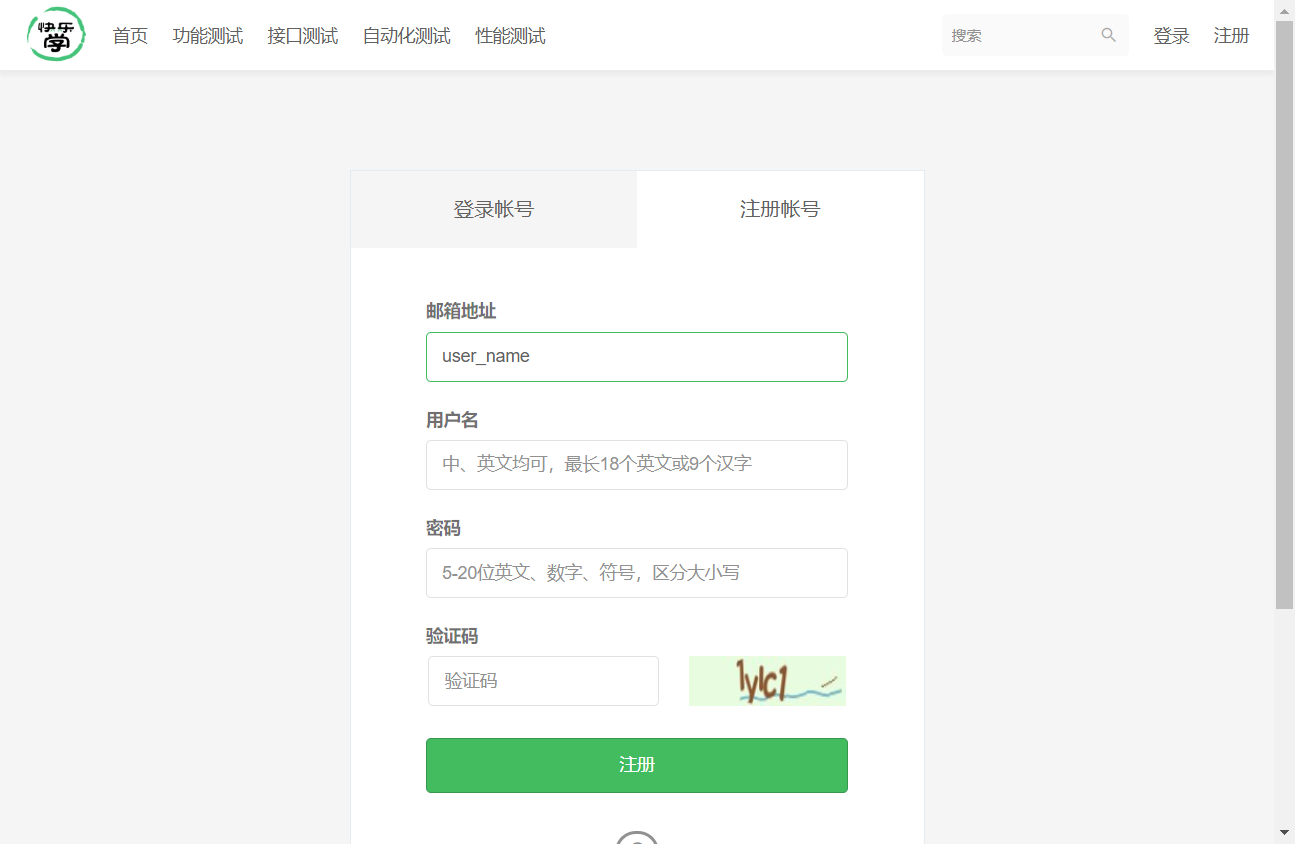 快乐
学
首页 功能测试 接口测试 自动化测试 性能测试 搜索 登录 注册
登录帐号 注册帐号
邮箱地址
user_name
用户名
中、英文均可，最长18个英文或9个汉字
密码
5-20位英文、数字、符号，区分大小写
验证码
验证码
注册